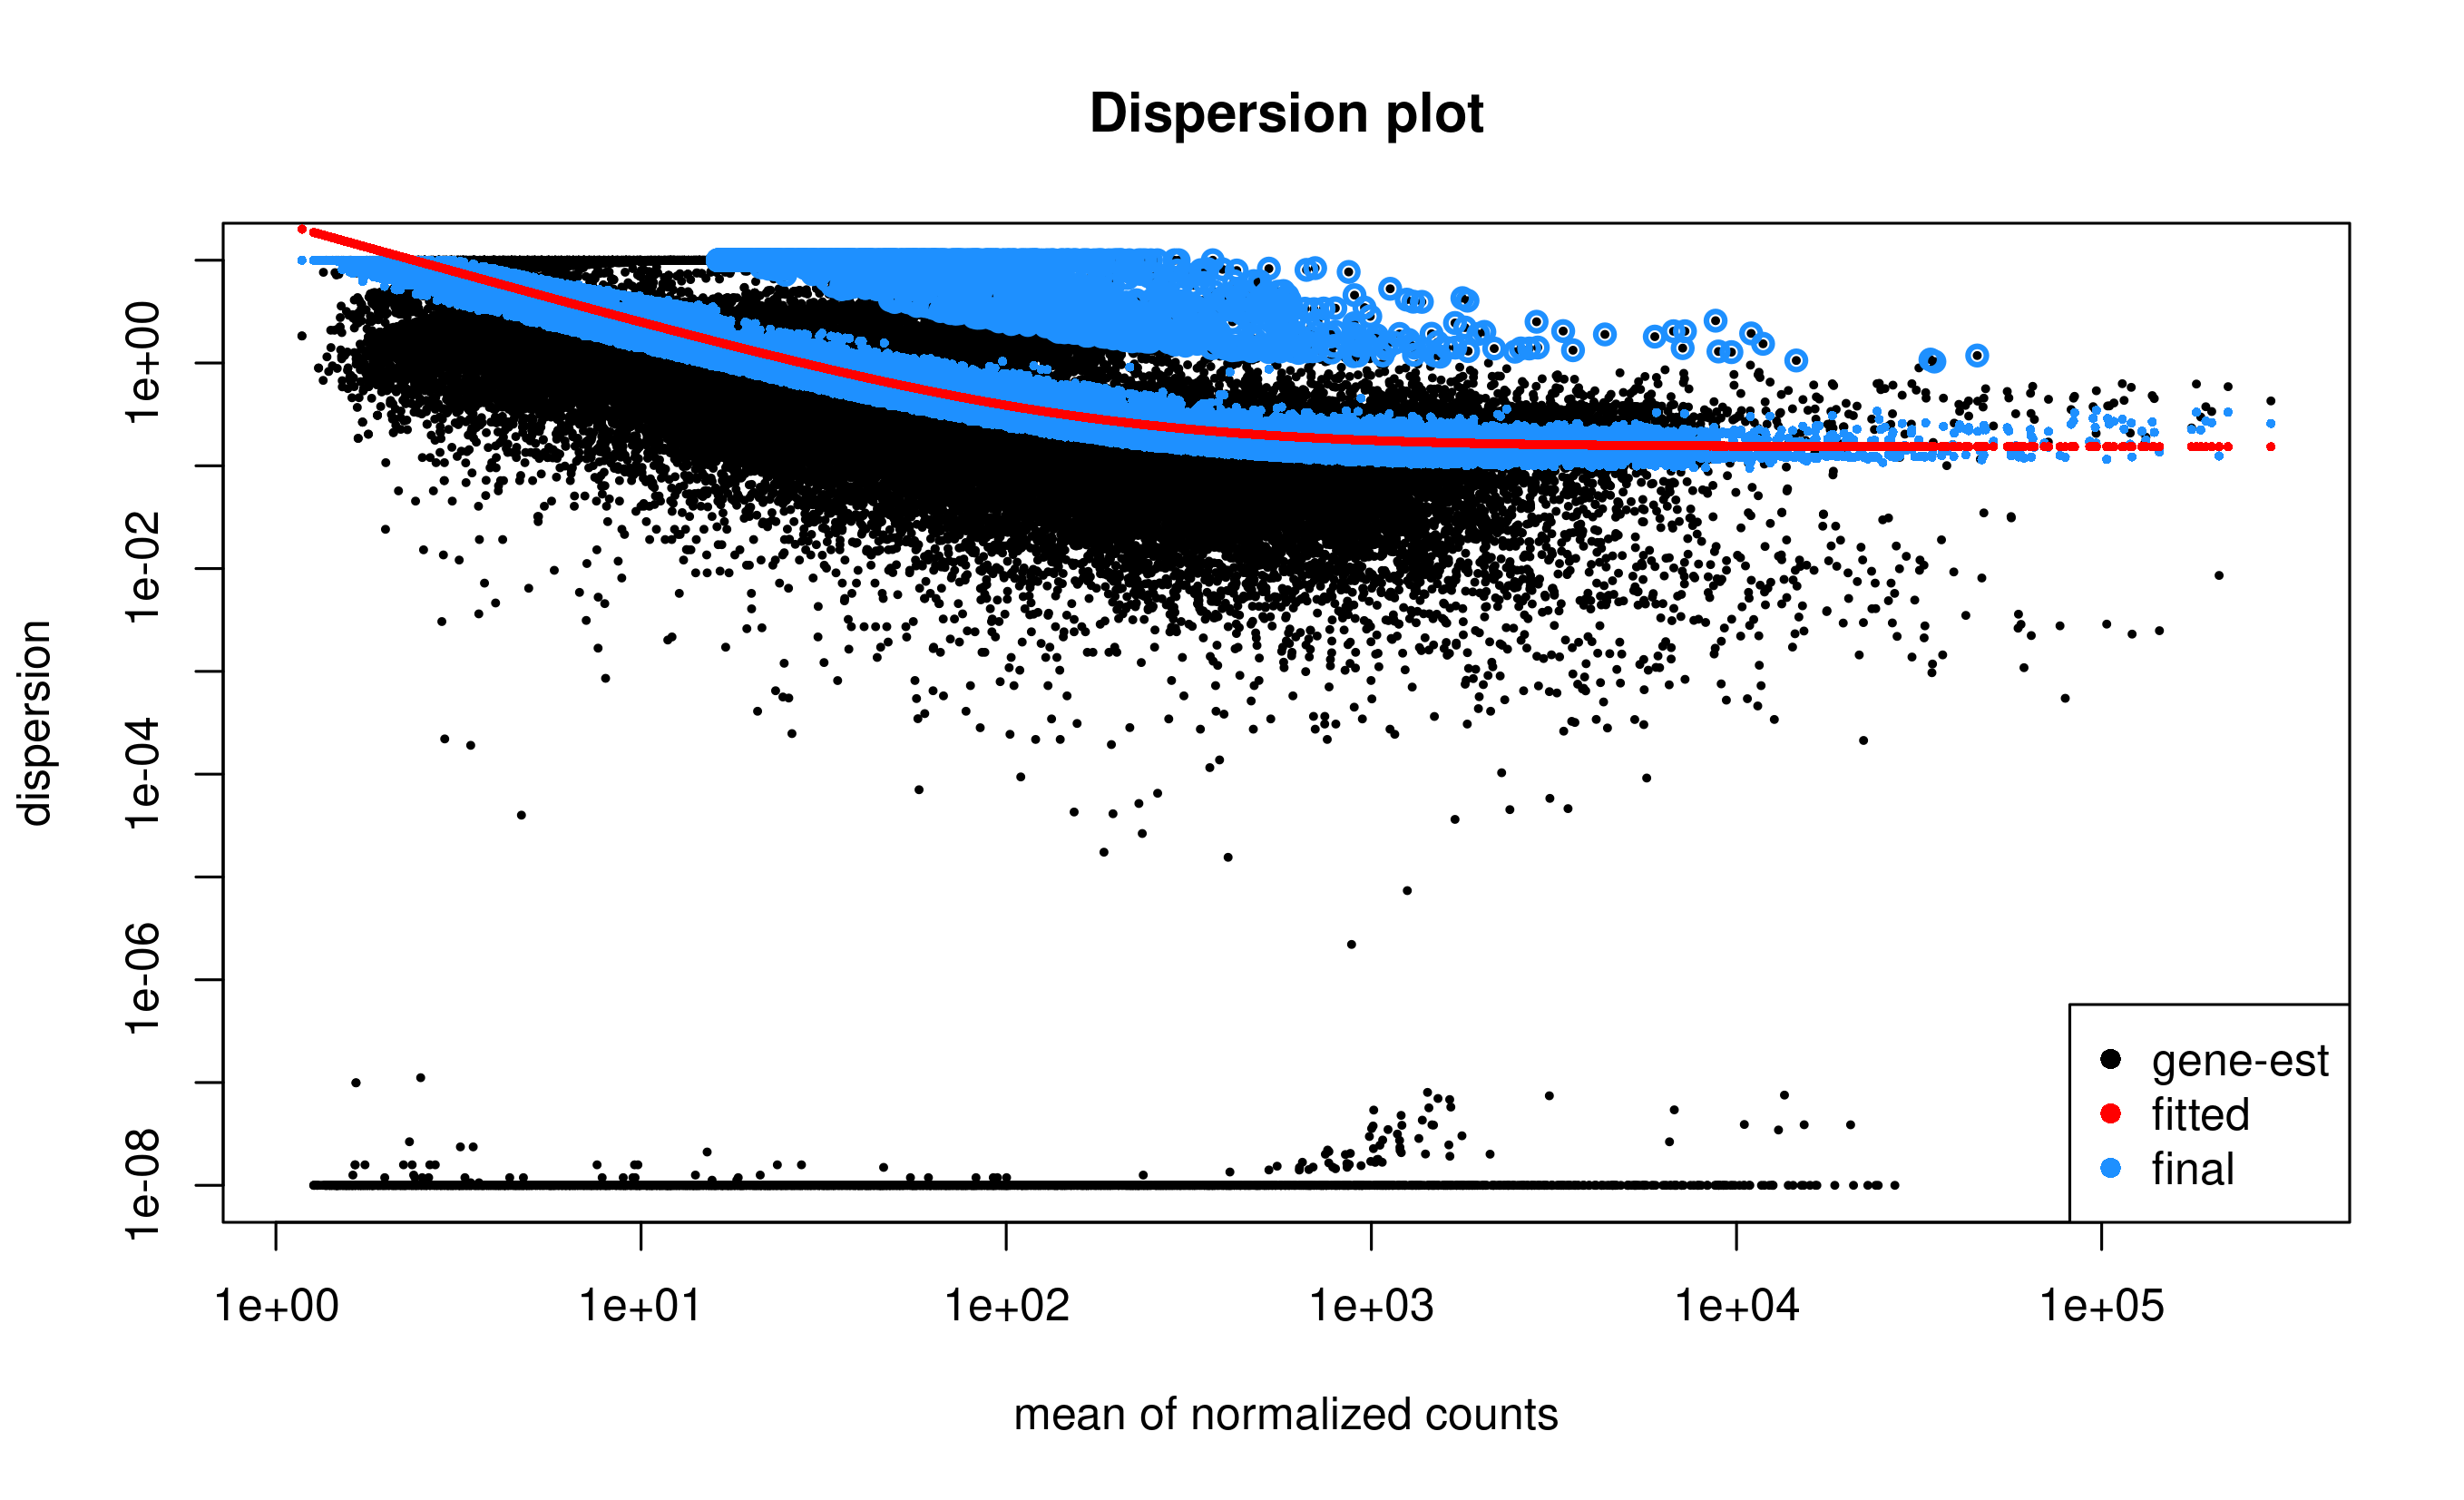 Dispersion plot
dispersion
1e+00
1e-02
1e-04
1e-06
1e-08
1e+00 1e+01 1e+02 1e+03 1e+04 1e+05
mean of normalized counts
gene-est
fitted
final